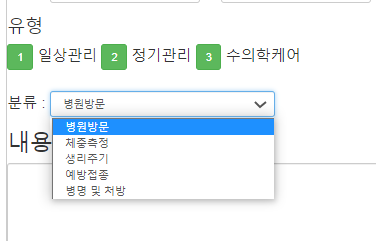 유형
1 일상관리 2 정기관리 3 수의학케어
분류 : 병원방문
병원방문
체중측정
생리주기
예방접종
병명 및 처방
내용